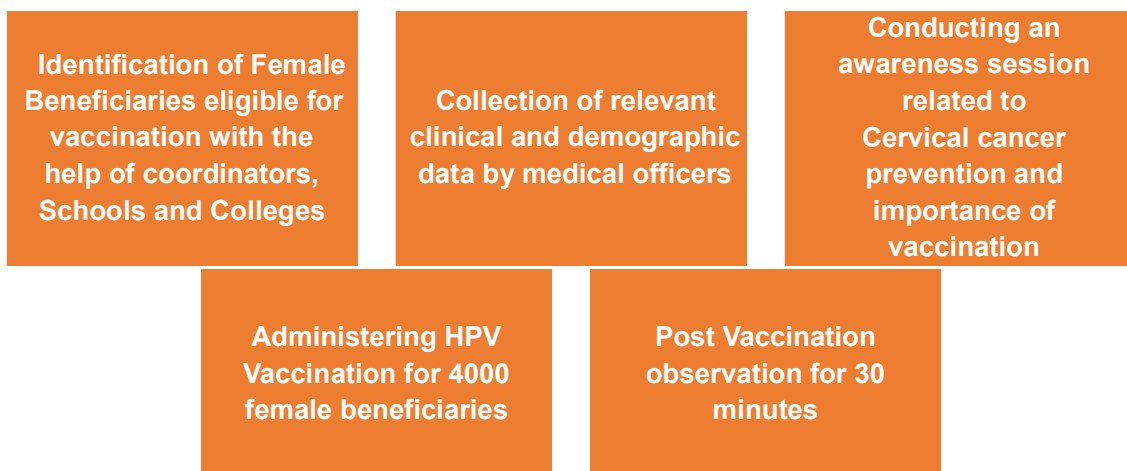 Identification of Female
Beneficiaries eligible for
vaccination with the
help of coordinators,
Schools and Colleges
Collection of relevant
clinical and demographic
data by medical officers
Conducting an
awareness session
related to
Cervical cancer
prevention and
importance of
vaccination
Administering HPV
Vaccination for 4000
female beneficiaries
Post Vaccination
observation for 30
minutes